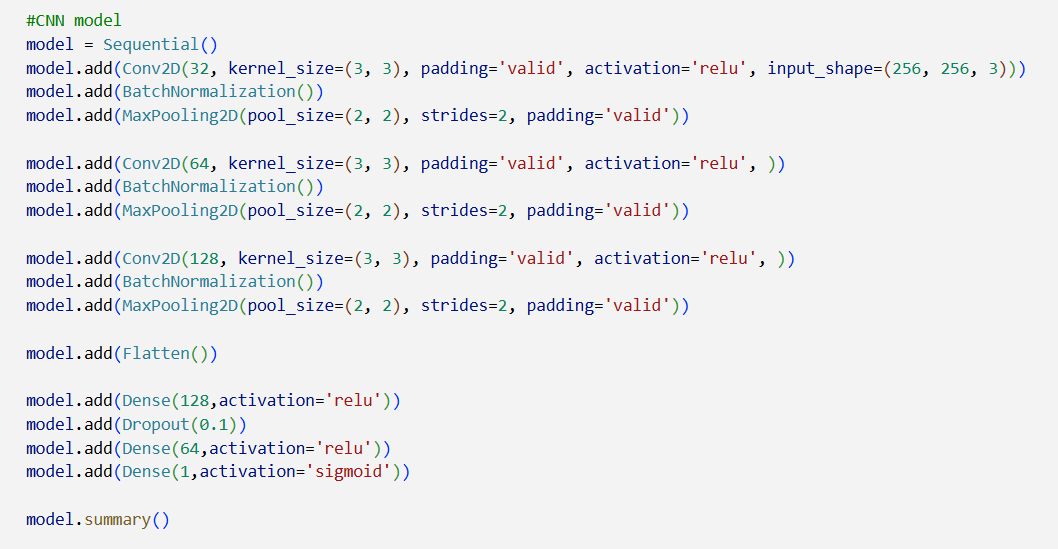 #CNN model
model = Sequential()
model.add(Conv2D(32, kernel_size=(3, 3), padding='valid', activation='relu', input_shape=(256, 256, 3)))
model.add(BatchNormalization())
model.add(MaxPooling2D(pool_size=(2, 2), strides=2, padding='valid'))
model.add(Conv2D(64, kernel_size=(3, 3), padding='valid', activation='relu', ))
model.add(BatchNormalization())
model.add(MaxPooling2D(pool_size=(2, 2), strides=2, padding='valid'))
model.add(Conv2D(128, kernel_size=(3, 3), padding='valid', activation='relu', ))
model.add(BatchNormalization())
model.add(MaxPooling2D(pool_size=(2, 2), strides=2, padding='valid'))
model.add(Flatten())
model.add(Dense(128,activation='relu'))
model.add(Dropout(0.1))
model.add(Dense(64,activation='relu'))
model.add(Dense(1,activation='sigmoid'))
model.summary()